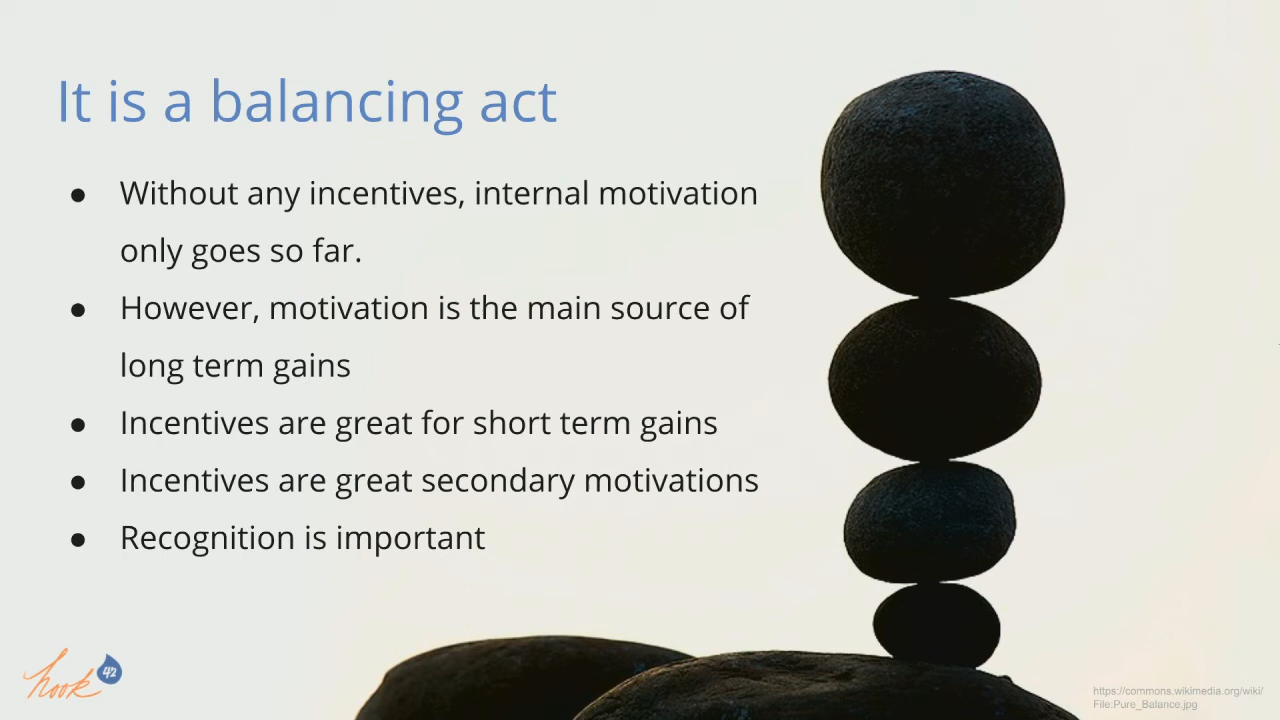 It is a balancing act
● Without any incentives, internal motivation
only goes so far.
● However, motivation is the main source of
long term gains
● Incentives are great for short term gains
● Incentives are great secondary motivations
● Recognition is important
hook 42
https://commons.wikimedia.org/wiki/
File:Pure_Balance.jpg